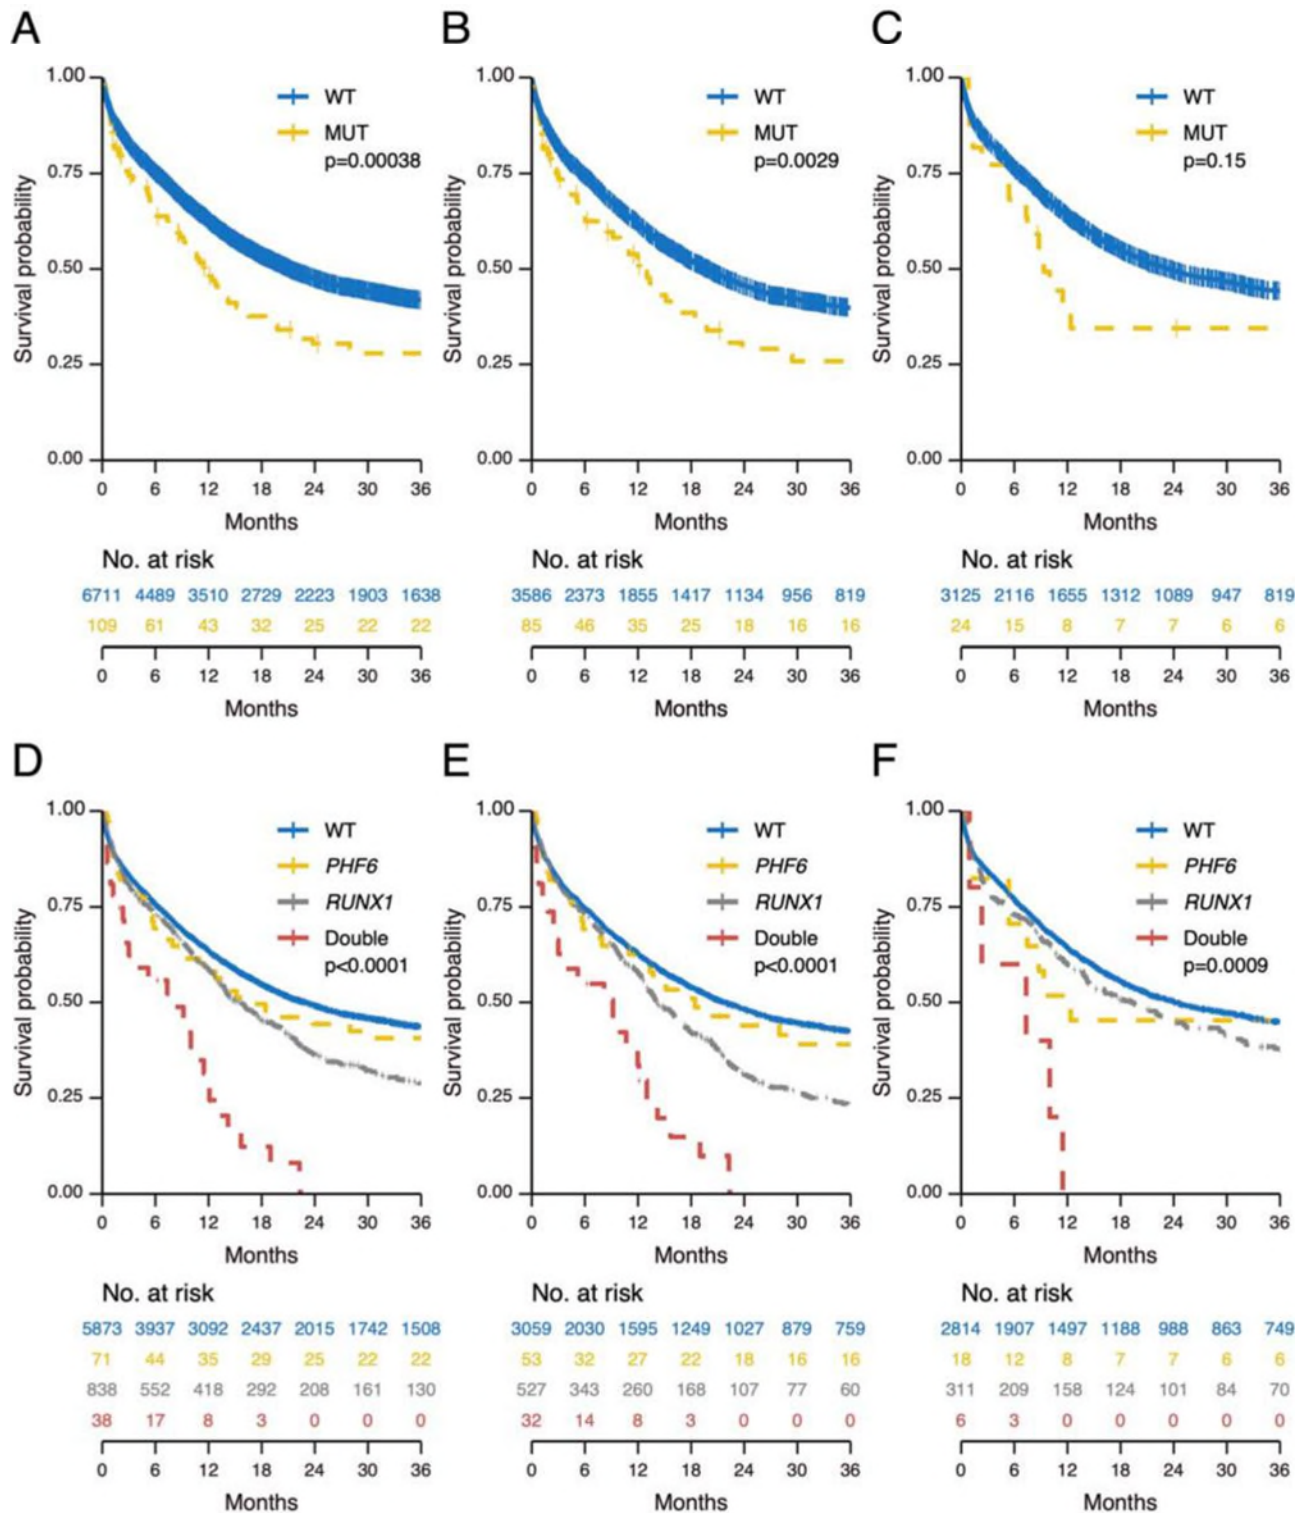 A
1.00
0.75
0.50
0.25
0.00
Survival probability
WT
MUT
p=0.00038
0 6 12 18 24 30 36
Months
No. at risk
6711 4489 3510 2729 2223 1903 1638
109 61 43 32 25 22 22
0 6 12 18 24 30 36
Months
B
1.00
0.75
0.50
0.25
0.00
Survival probability
WT
MUT
p=0.0029
0 6 12 18 24 30 36
Months
No. at risk
3586 2373 1855 1417 1134 956 819
85 46 35 25 18 16 16
0 6 12 18 24 30 36
Months
C
1.00
0.75
0.50
0.25
0.00
Survival probability
WT
MUT
p=0.15
0 6 12 18 24 30 36
Months
No. at risk
3125 2116 1655 1312 1089 947 819
24 15 8 7 7 6 6
0 6 12 18 24 30 36
Months
D
1.00
0.75
0.50
0.25
0.00
Survival probability
WT
PHF6
RUNX1
Double
p<0.0001
0 6 12 18 24 30 36
Months
No. at risk
5873 3937 3092 2437 2015 1742 1508
71 44 35 29 25 22 22
838 552 418 292 208 161 130
38 17 8 3 0 0 0
0 6 12 18 24 30 36
Months
E
1.00
0.75
0.50
0.25
0.00
Survival probability
WT
PHF6
RUNX1
Double
p<0.0001
0 6 12 18 24 30 36
Months
No. at risk
3059 2030 1595 1249 1027 879 759
53 32 27 22 18 16 16
527 343 260 168 107 77 60
32 14 8 3 0 0 0
0 6 12 18 24 30 36
Months
F
1.00
0.75
0.50
0.25
0.00
Survival probability
WT
PHF6
RUNX1
Double
p=0.0009
0 6 12 18 24 30 36
Months
No. at risk
2814 1907 1497 1188 988 863 749
18 12 8 7 7 6 6
311 209 158 124 101 84 70
6 3 0 0 0 0 0
0 6 12 18 24 30 36
Months